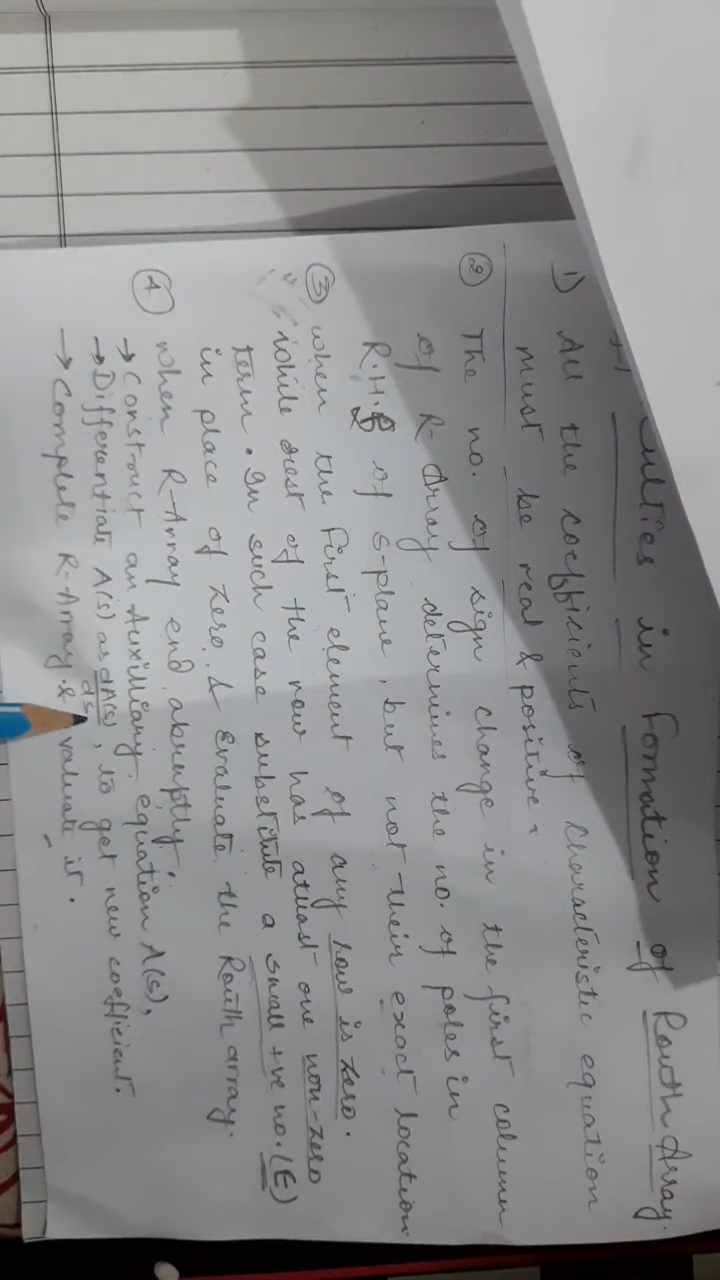 in Formation of Routh Array.
1) All the coefficients of characteristic equation
must be real & positive.
② The no. of sign change in the first column
of R-Array determines the no. of poles in
R.H.S of s-plane, but not their exact location
③ when the first element of any row is zero.
while rest of the row has atleast one non-zero
term. In such case substitute a small +ve no. (E)
in place of zero. & Evaluate the Routh array.
④ when R-Array end abruptly.
→ Construct an Auxilliary equation A(s),
→ Differentiate A(s) as dA(s)/ds, to get new coefficient.
→ Complete R-Array & valuate it.